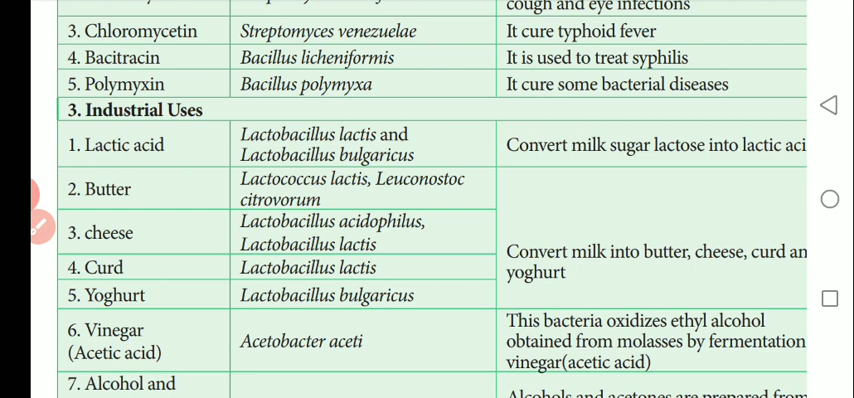 cough and eye infections
3. Chloromycetin Streptomyces venezuelae It cure typhoid fever
4. Bacitracin Bacillus licheniformis It is used to treat syphilis
5. Polymyxin Bacillus polymyxa It cure some bacterial diseases
3. Industrial Uses
1. Lactic acid
Lactobacillus lactis and
Lactobacillus bulgaricus
Convert milk sugar lactose into lactic aci
2. Butter
Lactococcus lactis, Leuconostoc
citrovorum
3. cheese
Lactobacillus acidophilus,
Lactobacillus lactis
4. Curd Lactobacillus lactis
5. Yoghurt Lactobacillus bulgaricus
Convert milk into butter, cheese, curd an
yoghurt
6. Vinegar
(Acetic acid)
Acetobacter aceti
This bacteria oxidizes ethyl alcohol
obtained from molasses by fermentation
vinegar(acetic acid)
7. Alcohol and
Alcohols and acetones are prepared from